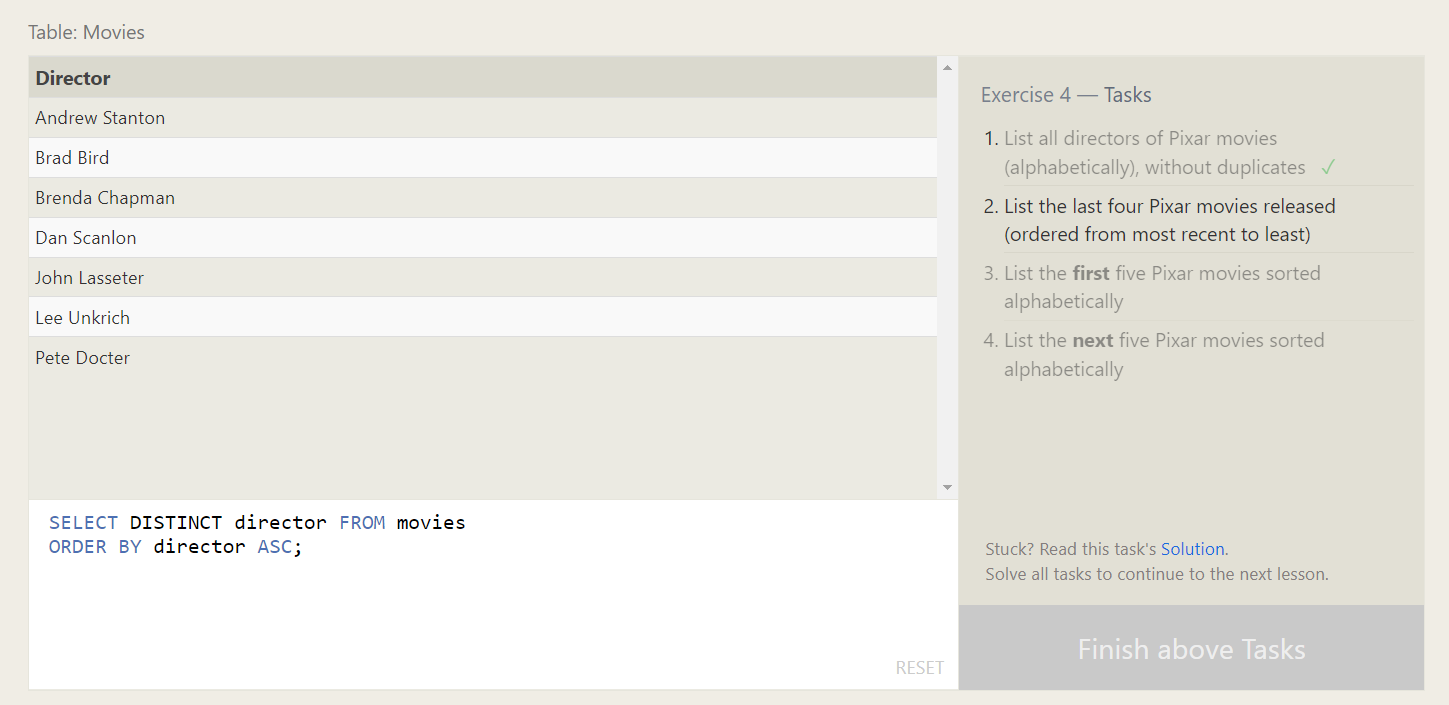 Table: Movies
Director
Andrew Stanton
Brad Bird
Brenda Chapman
Dan Scanlon
John Lasseter
Lee Unkrich
Pete Docter
SELECT DISTINCT director FROM movies
ORDER BY director ASC;
RESET
Exercise 4 — Tasks
1. List all directors of Pixar movies
(alphabetically), without duplicates ✓
2. List the last four Pixar movies released
(ordered from most recent to least)
3. List the first five Pixar movies sorted
alphabetically
4. List the next five Pixar movies sorted
alphabetically
Stuck? Read this task's Solution.
Solve all tasks to continue to the next lesson.
Finish above Tasks